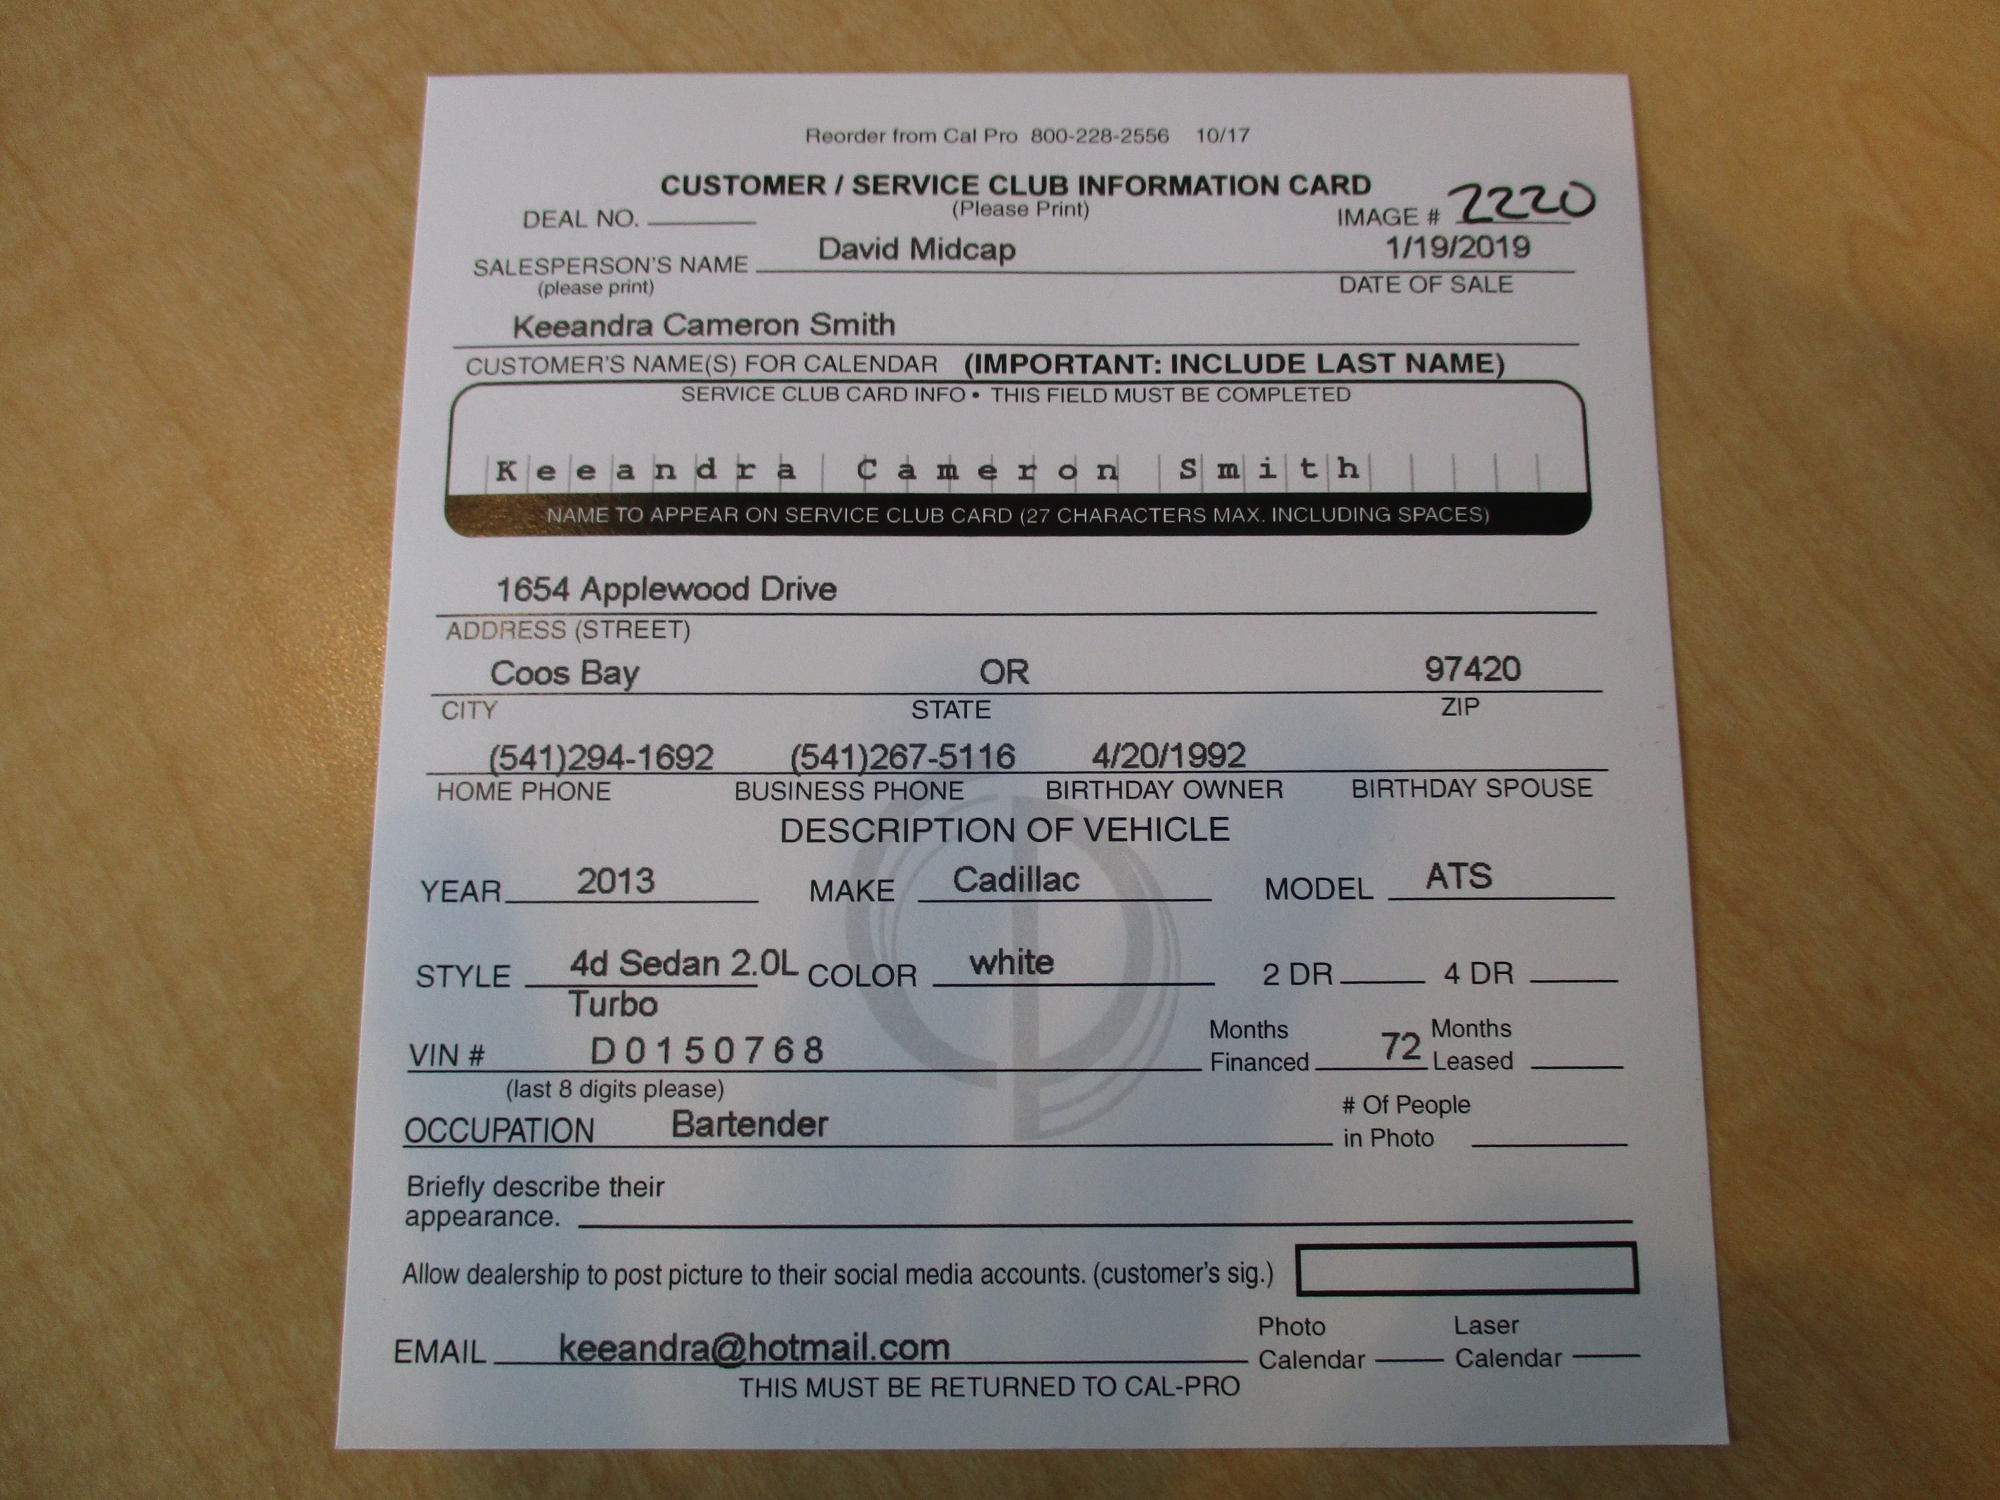 Reorder from Cal Pro 800-228-2556 10/17
CUSTOMER / SERVICE CLUB INFORMATION CARD
(Please Print)
DEAL NO. IMAGE # 2220
SALESPERSON'S NAME David Midcap 1/19/2019
(please print) DATE OF SALE
Keeandra Cameron Smith
CUSTOMER'S NAME(S) FOR CALENDAR (IMPORTANT: INCLUDE LAST NAME)
SERVICE CLUB CARD INFO • THIS FIELD MUST BE COMPLETED
Keeandra Cameron Smith
NAME TO APPEAR ON SERVICE CLUB CARD (27 CHARACTERS MAX. INCLUDING SPACES)
1654 Applewood Drive
ADDRESS (STREET)
Coos Bay OR 97420
CITY STATE ZIP
(541)294-1692 (541)267-5116 4/20/1992
HOME PHONE BUSINESS PHONE BIRTHDAY OWNER BIRTHDAY SPOUSE
DESCRIPTION OF VEHICLE
YEAR 2013 MAKE Cadillac MODEL ATS
STYLE 4d Sedan 2.0L COLOR white 2 DR 4 DR
Turbo
VIN # D0150768 Months Financed 72 Months Leased
(last 8 digits please)
OCCUPATION Bartender # Of People in Photo
Briefly describe their
appearance.
Allow dealership to post picture to their social media accounts. (customer's sig.)
EMAIL keeandra@hotmail.com Photo Calendar Laser Calendar
THIS MUST BE RETURNED TO CAL-PRO